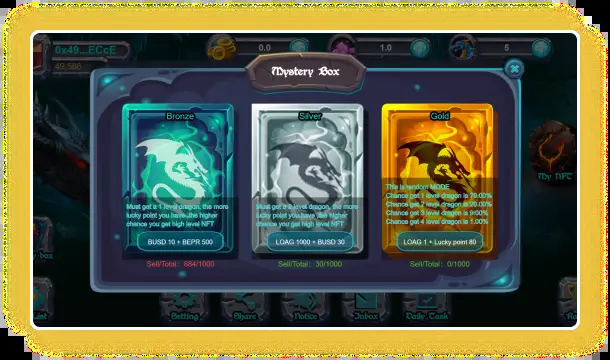 0x49...ECcE
49,586
0.0
1.0
5
Mystery Box
Bronze
Silver
Gold
Must get a 1 level dragon, the more
lucky point you have ,the higher
chance you get high level NFT
BUSD 10 + BEPR 500
Sell/Total: 884/1000
Must get a 2 level dragon, the more
lucky point you have ,the higher
chance you get high level NFT
LOAG 1000 + BUSD 30
Sell/Total: 30/1000
This is random MODE
Chance get 1 level dragon is 70.00%
Chance get 2 level dragon is 20.00%
Chance get 3 level dragon is 9.00%
Chance get 4 level dragon is 1.00%
LOAG 1 + Lucky point 80
Sell/Total: 0/1000
My NFT
Setting
Share
Notice
Inbox
Daily Task